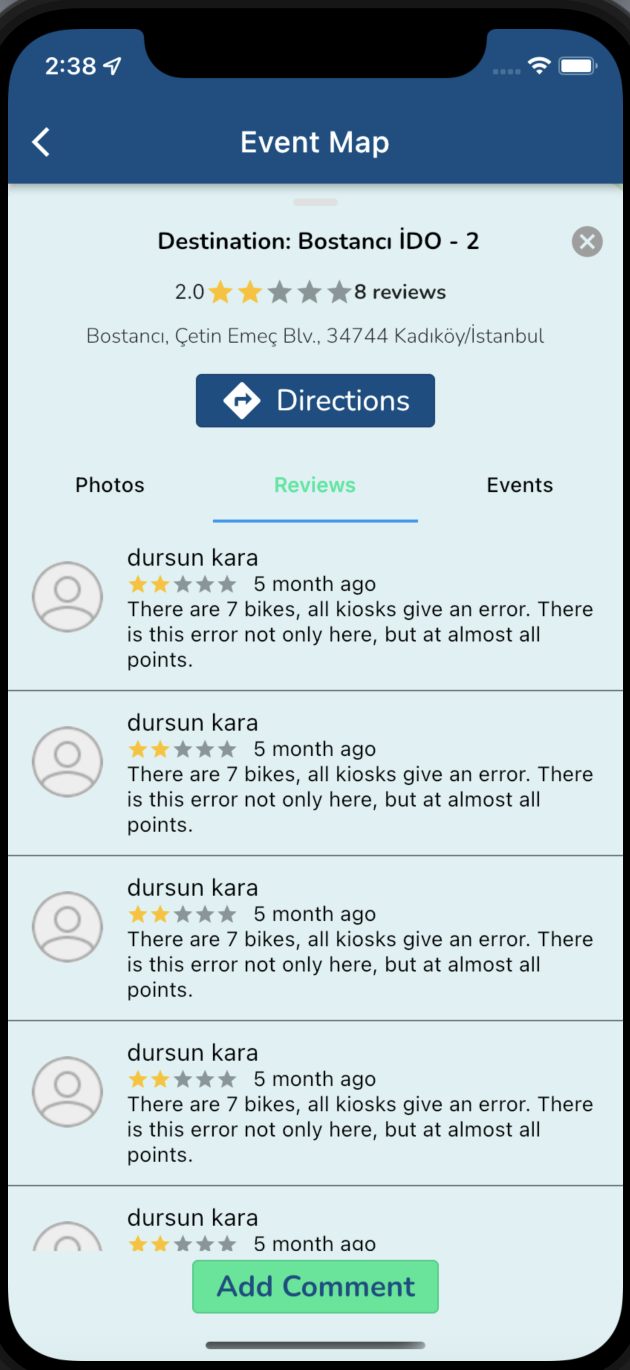 2:38
Event Map
Destination: Bostancı İDO - 2
2.0 8 reviews
Bostancı, Çetin Emeç Blv., 34744 Kadıköy/İstanbul
Directions
Photos Reviews Events
dursun kara
5 month ago
There are 7 bikes, all kiosks give an error. There
is this error not only here, but at almost all
points.
dursun kara
5 month ago
There are 7 bikes, all kiosks give an error. There
is this error not only here, but at almost all
points.
dursun kara
5 month ago
There are 7 bikes, all kiosks give an error. There
is this error not only here, but at almost all
points.
dursun kara
5 month ago
There are 7 bikes, all kiosks give an error. There
is this error not only here, but at almost all
points.
dursun kara
5 month ago
Add Comment